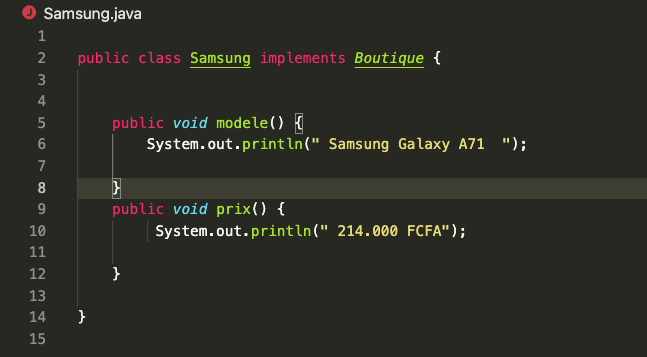 Samsung.java
1
2 public class Samsung implements Boutique {
3
4
5     public void modele() {
6         System.out.println(" Samsung Galaxy A71  ");
7
8     }
9     public void prix() {
10          System.out.println(" 214.000 FCFA");
11
12     }
13
14 }
15